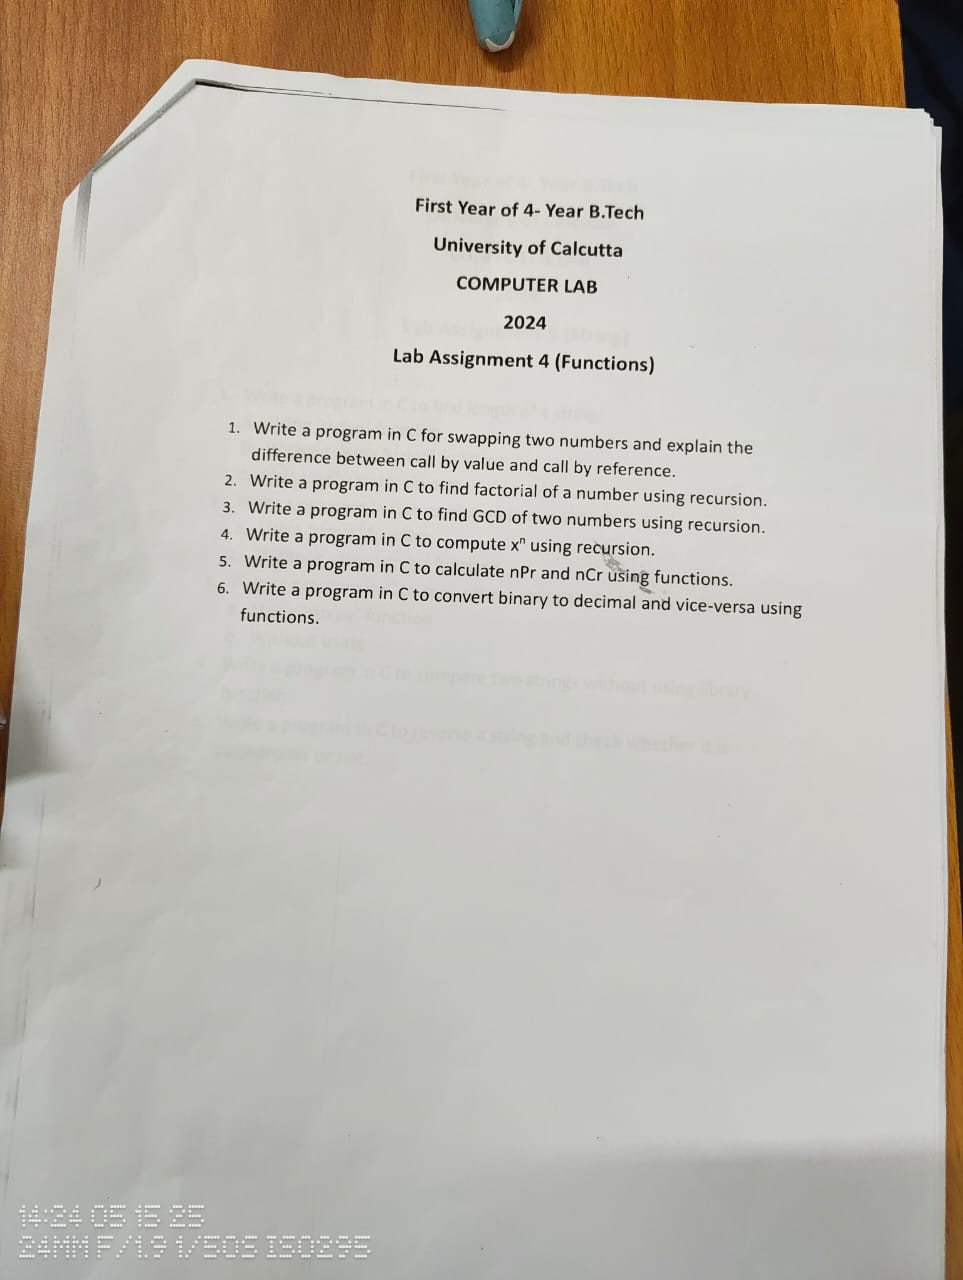 First Year of 4- Year B.Tech
University of Calcutta
COMPUTER LAB
2024
Lab Assignment 4 (Functions)
1. Write a program in C for swapping two numbers and explain the
difference between call by value and call by reference.
2. Write a program in C to find factorial of a number using recursion.
3. Write a program in C to find GCD of two numbers using recursion.
4. Write a program in C to compute xⁿ using recursion.
5. Write a program in C to calculate nPr and nCr using functions.
6. Write a program in C to convert binary to decimal and vice-versa using
functions.
14:24 05 15 25
24MM F/1.9 1/50S ISO295